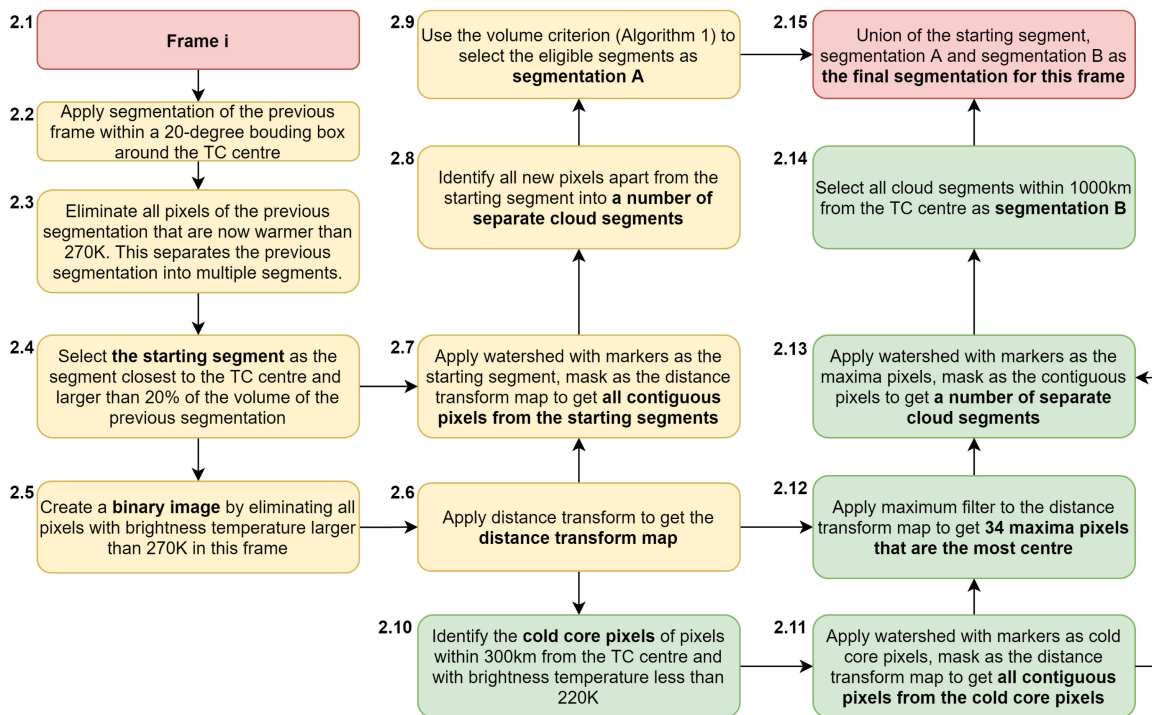 2.1
Frame i
2.2
Apply segmentation of the previous
frame within a 20-degree bouding box
around the TC centre
2.3
Eliminate all pixels of the previous
segmentation that are now warmer than
270K. This separates the previous
segmentation into multiple segments.
2.4
Select the starting segment as the
segment closest to the TC centre and
larger than 20% of the volume of the
previous segmentation
2.5
Create a binary image by eliminating all
pixels with brightness temperature larger
than 270K in this frame
2.6
Apply distance transform to get the
distance transform map
2.7
Apply watershed with markers as the
starting segment, mask as the distance
transform map to get all contiguous
pixels from the starting segments
2.8
Identify all new pixels apart from the
starting segment into a number of
separate cloud segments
2.9
Use the volume criterion (Algorithm 1) to
select the eligible segments as
segmentation A
2.10
Identify the cold core pixels of pixels
within 300km from the TC centre and
with brightness temperature less than
220K
2.11
Apply watershed with markers as cold
core pixels, mask as the distance
transform map to get all contiguous
pixels from the cold core pixels
2.12
Apply maximum filter to the distance
transform map to get 34 maxima pixels
that are the most centre
2.13
Apply watershed with markers as the
maxima pixels, mask as the contiguous
pixels to get a number of separate
cloud segments
2.14
Select all cloud segments within 1000km
from the TC centre as segmentation B
2.15
Union of the starting segment,
segmentation A and segmentation B as
the final segmentation for this frame